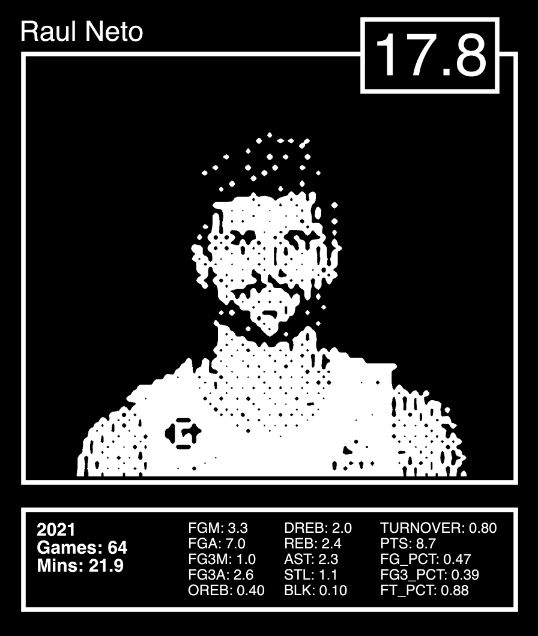 Raul Neto
17.8
2021
Games: 64
Mins: 21.9
FGM: 3.3
FGA: 7.0
FG3M: 1.0
FG3A: 2.6
OREB: 0.40
DREB: 2.0
REB: 2.4
AST: 2.3
STL: 1.1
BLK: 0.10
TURNOVER: 0.80
PTS: 8.7
FG_PCT: 0.47
FG3_PCT: 0.39
FT_PCT: 0.88